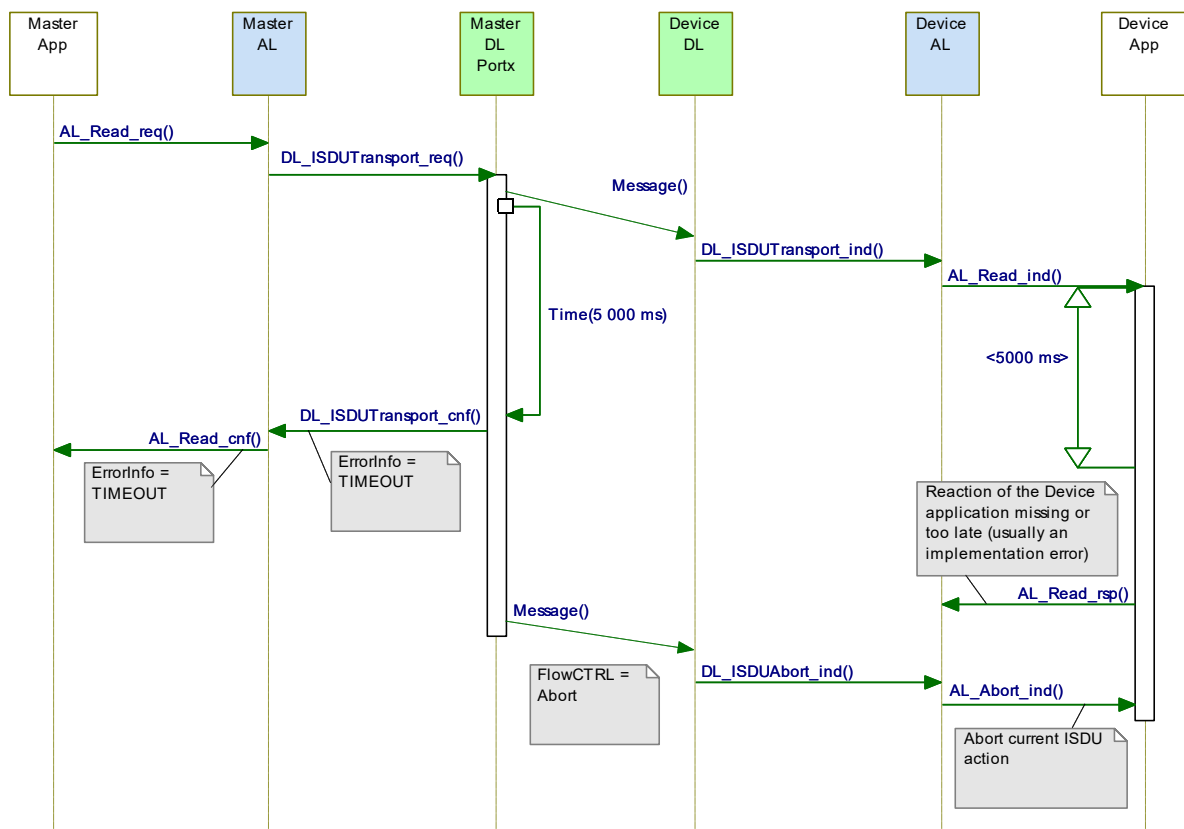 Master
App
Master
AL
Master
DL
Portx
Device
DL
Device
AL
Device
App
AL_Read_req()
DL_ISDUTransport_req()
Message()
DL_ISDUTransport_ind()
AL_Read_ind()
Time(5 000 ms)
<5000 ms>
DL_ISDUTransport_cnf()
AL_Read_cnf()
ErrorInfo =
TIMEOUT
ErrorInfo =
TIMEOUT
Reaction of the Device
application missing or
too late (usually an
implementation error)
AL_Read_rsp()
Message()
FlowCTRL =
Abort
DL_ISDUAbort_ind()
AL_Abort_ind()
Abort current ISDU
action